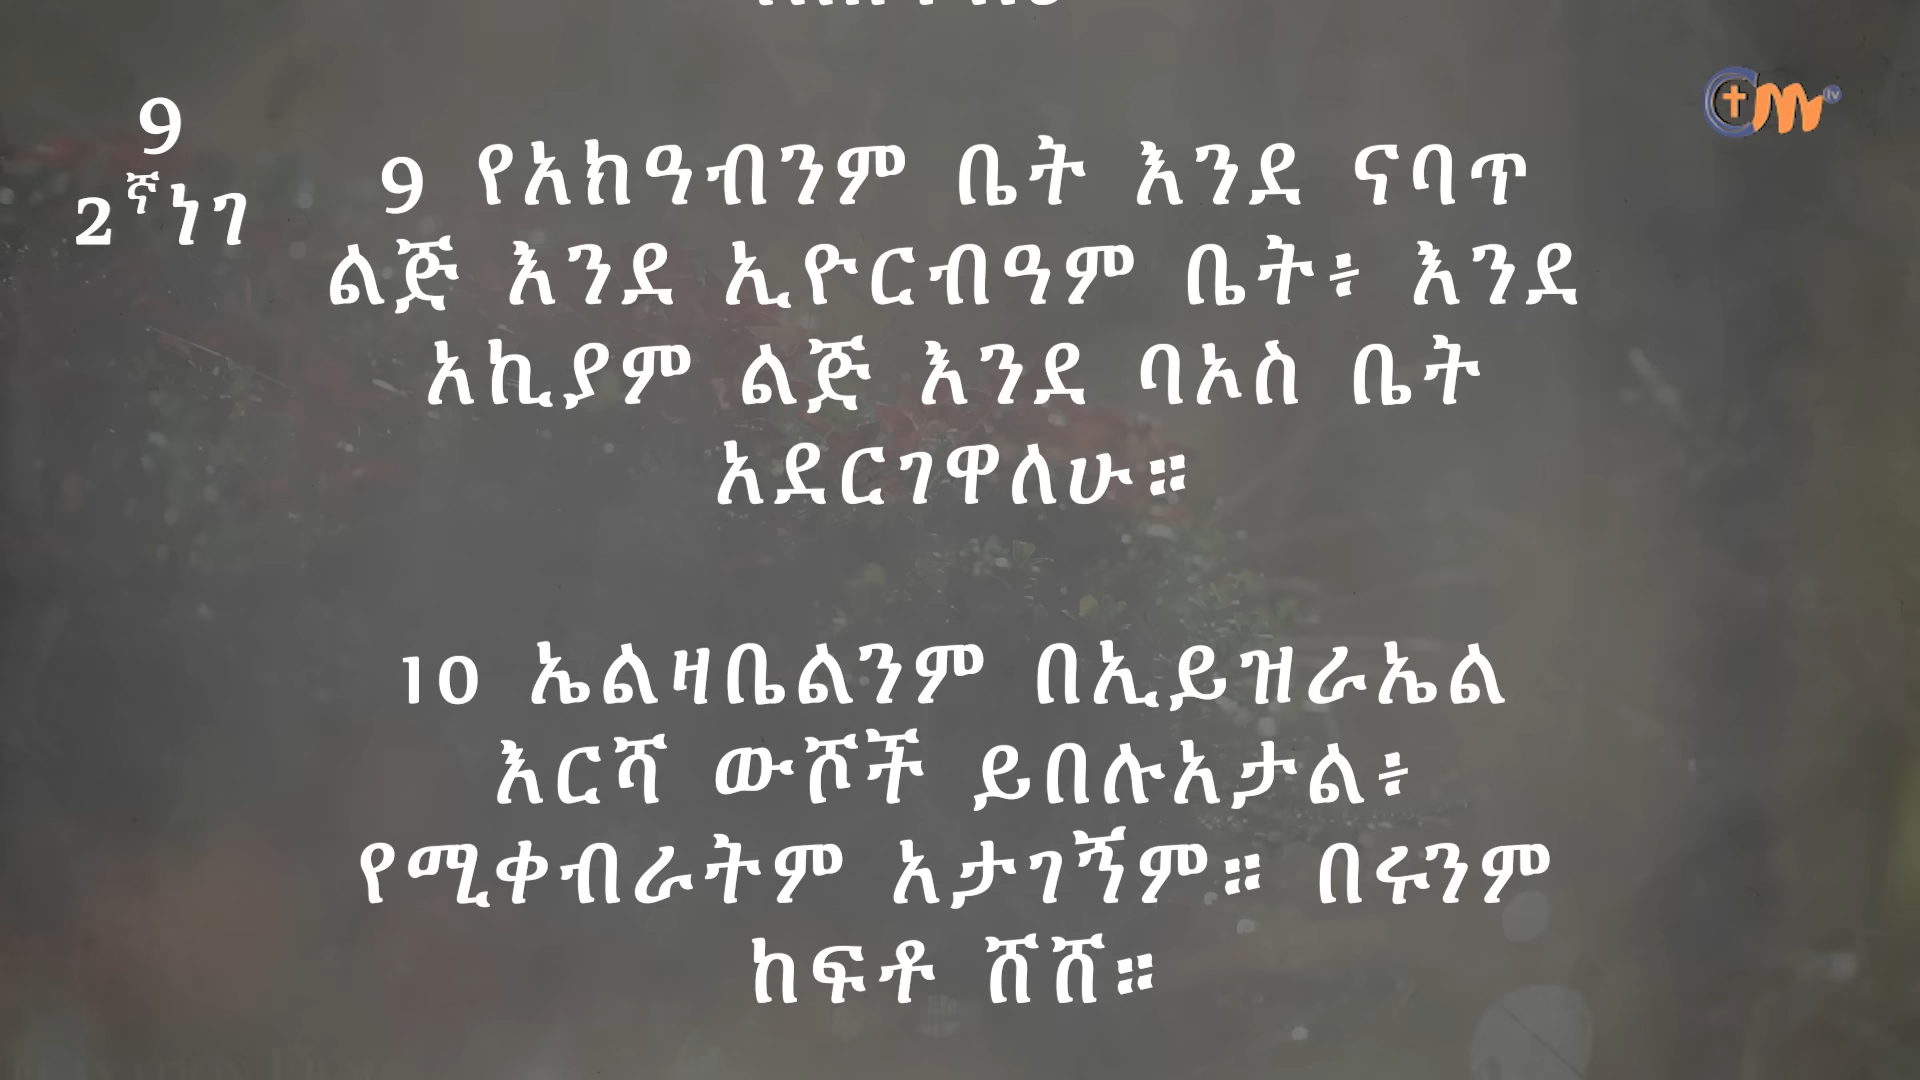 9
2ኛነገ
9 የአክዓብንም ቤት እንደ ናባጥ
ልጅ እንደ ኢዮርብዓም ቤት፥ እንደ
አኪያም ልጅ እንደ ባኦስ ቤት
አደርገዋለሁ።
10 ኤልዛቤልንም በኢይዝራኤል
እርሻ ውሾች ይበሉአታል፥
የሚቀብራትም አታገኝም። በሩንም
ከፍቶ ሸሸ።